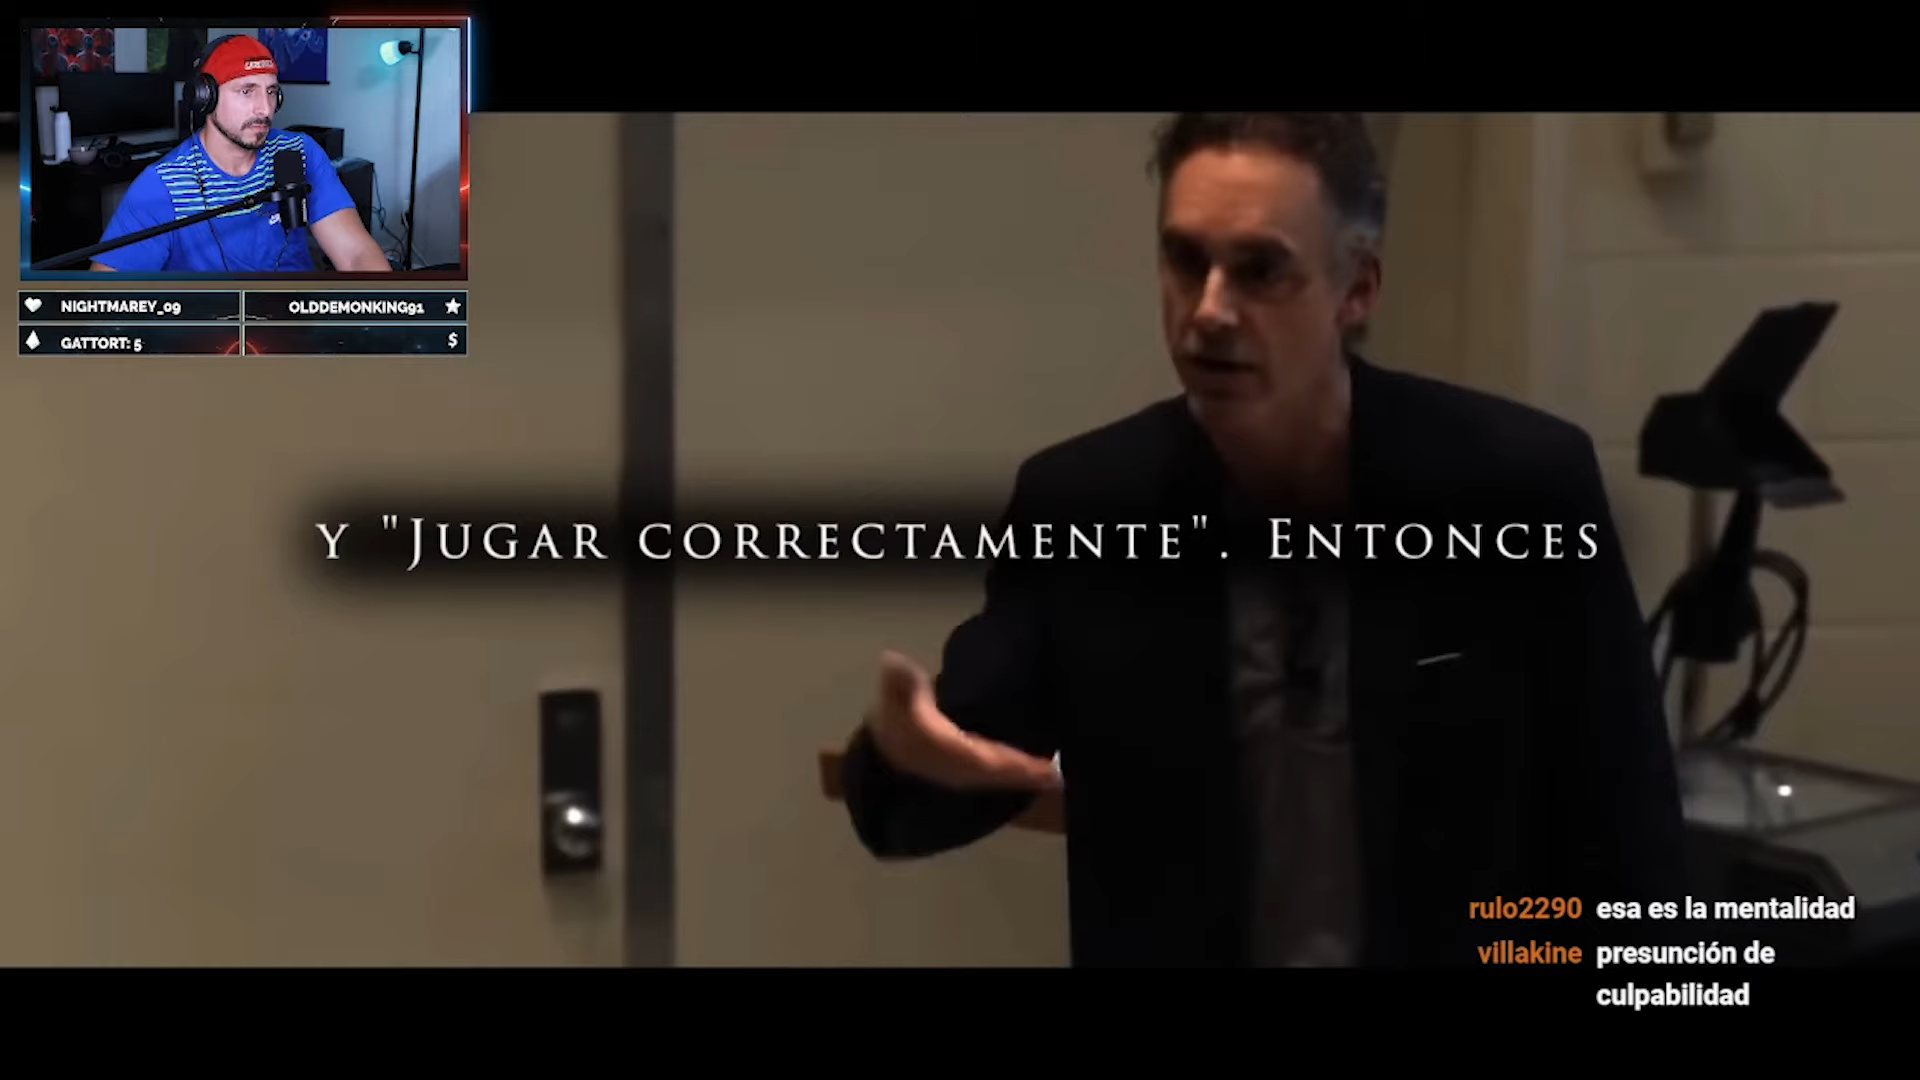 NIGHTMAREY_09
OLDDEMONKING91
GATTORT: 5
$
Y "JUGAR CORRECTAMENTE". ENTONCES
rulo2290 esa es la mentalidad
villakine presunción de
culpabilidad